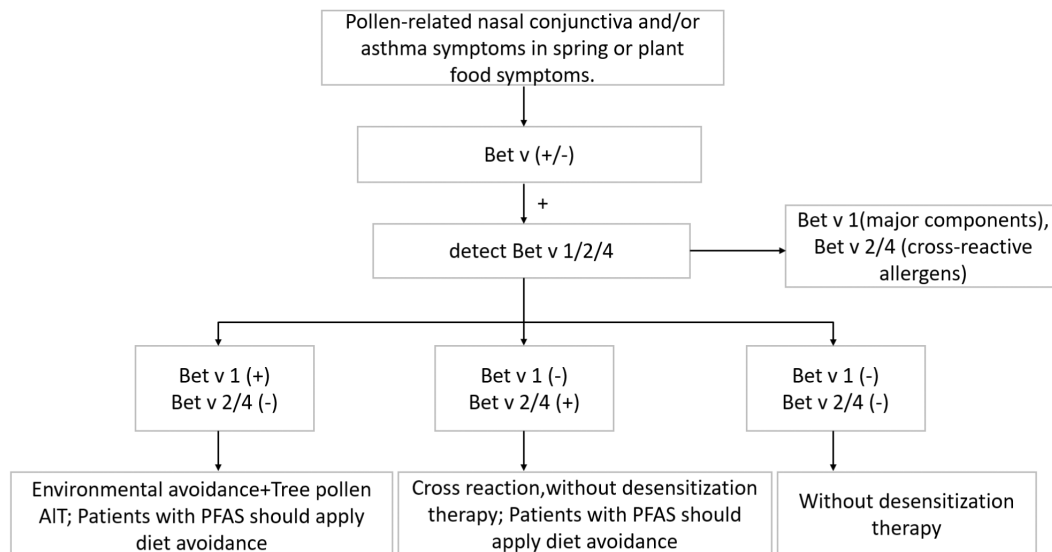 Pollen-related nasal conjunctiva and/or
asthma symptoms in spring or plant
food symptoms.
Bet v (+/-)
+
detect Bet v 1/2/4
Bet v 1(major components),
Bet v 2/4 (cross-reactive
allergens)
Bet v 1 (+)
Bet v 2/4 (-)
Bet v 1 (-)
Bet v 2/4 (+)
Bet v 1 (-)
Bet v 2/4 (-)
Environmental avoidance+Tree pollen
AIT; Patients with PFAS should apply
diet avoidance
Cross reaction,without desensitization
therapy; Patients with PFAS should
apply diet avoidance
Without desensitization
therapy